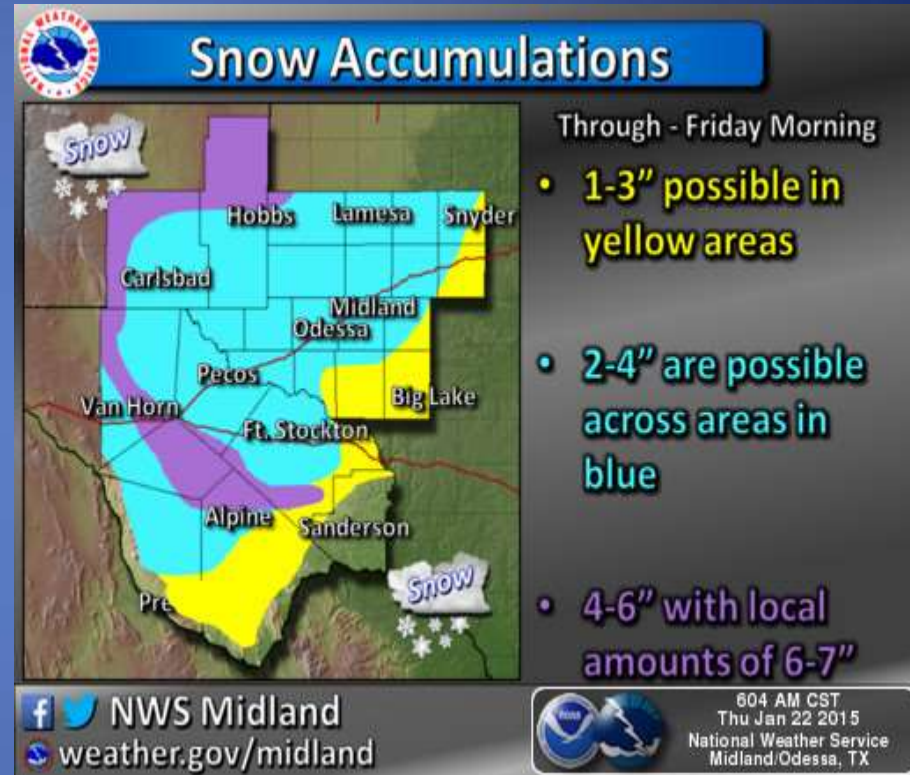 Snow Accumulations
Snow
Hobbs
Lamesa
Snyder
Carlsbad
Midland
Odessa
Pecos
Big Lake
Van Horn
Ft. Stockton
Alpine
Sanderson
Pre
Snow
Through - Friday Morning
• 1-3” possible in
yellow areas
• 2-4” are possible
across areas in
blue
• 4-6” with local
amounts of 6-7”
NWS Midland
weather.gov/midland
604 AM CST
Thu Jan 22 2015
National Weather Service
Midland/Odessa, TX